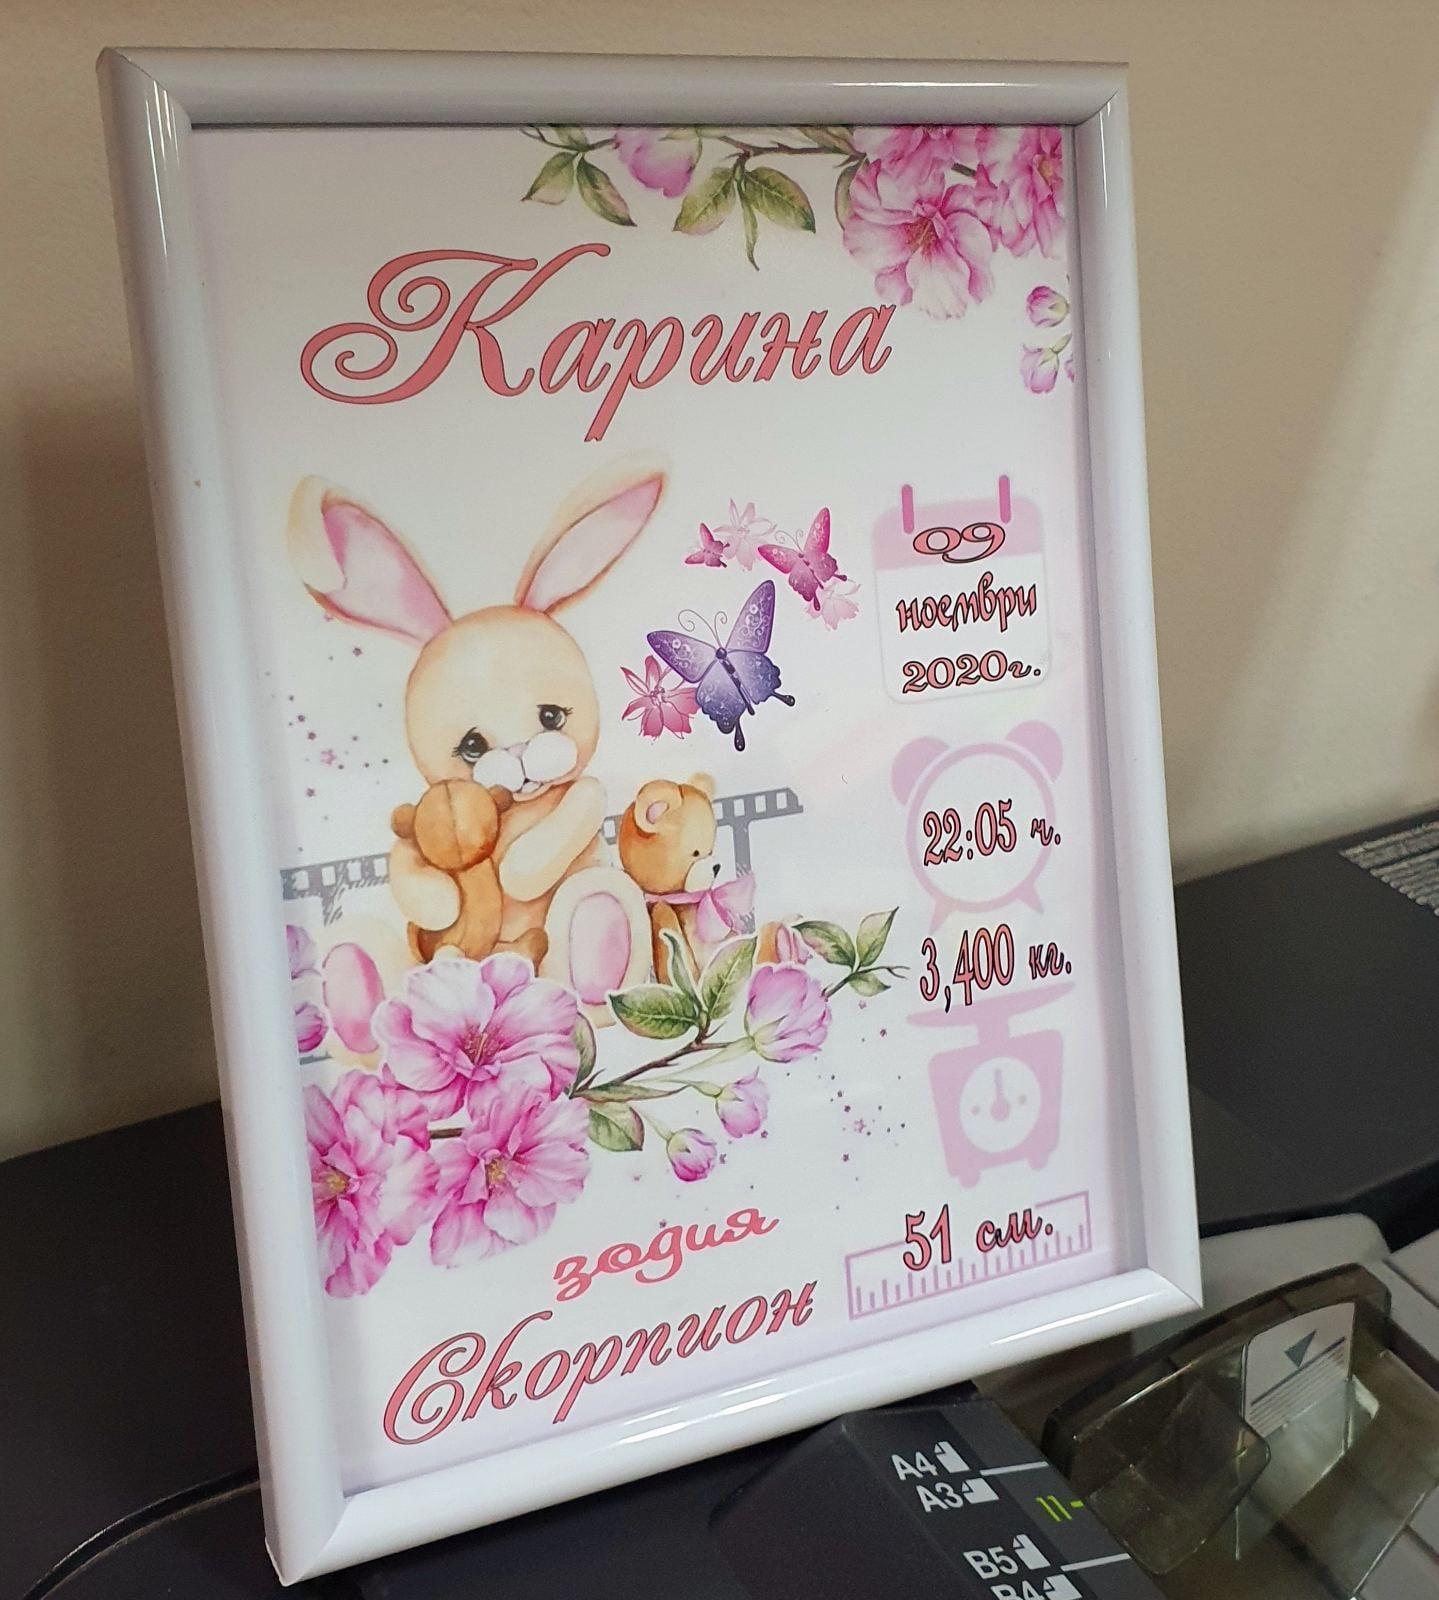 Карина
09
ноември
2020г.
22:05 ч.
3,400 кг.
51 см.
зодия
Скорпион
A4
A3
11-
B5
B4